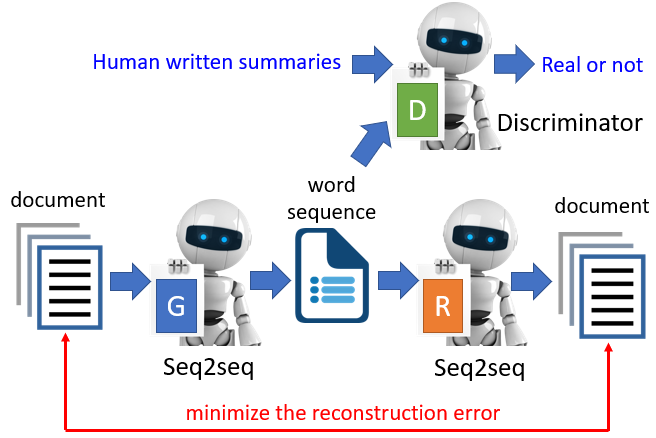 Human written summaries
Real or not
D
Discriminator
document
word
sequence
document
G
R
Seq2seq
Seq2seq
minimize the reconstruction error